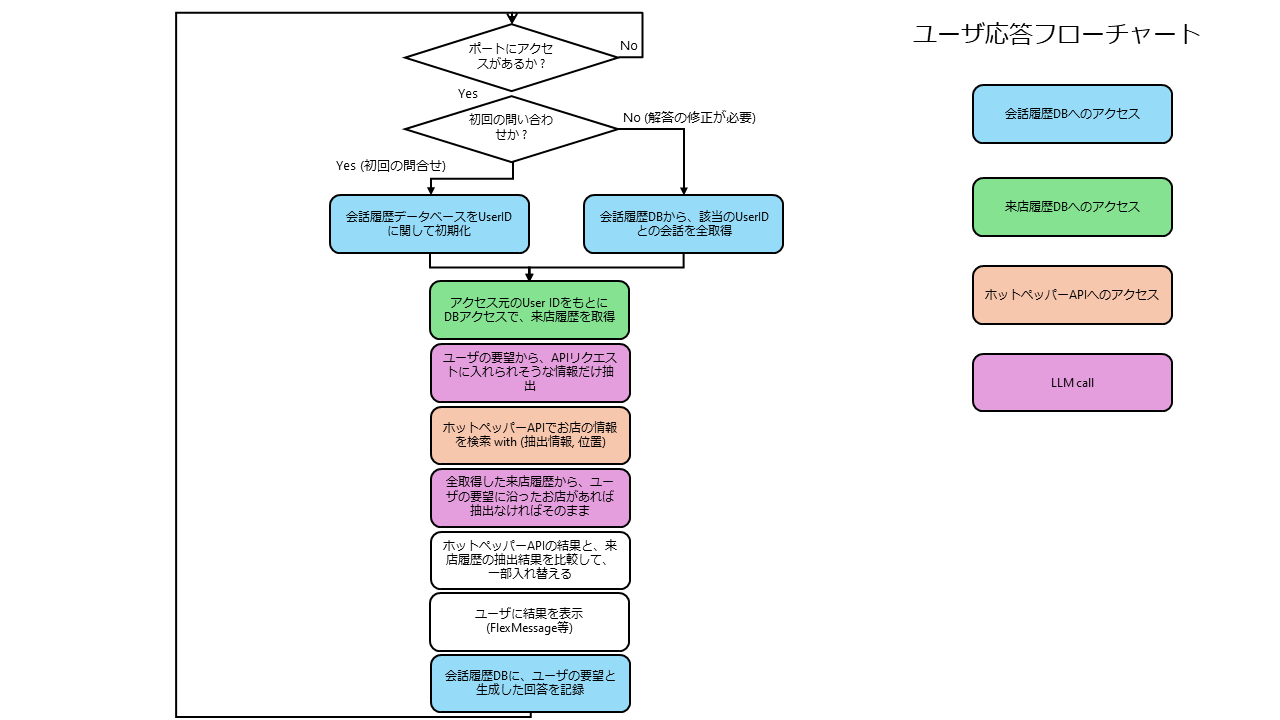 ユーザ応答フローチャート
ポートにアクセ
スがあるか?
No
Yes
初回の問い合わ
せか?
No (解答の修正が必要)
Yes (初回の問合せ)
会話履歴データベースをUserID
に関して初期化
会話履歴DBから、該当のUserID
との会話を全取得
アクセス元のUser IDをもとに
DBアクセスで、来店履歴を取得
ユーザの要望から、APIリクエス
トに入れられそうな情報だけ抽
出
ホットペッパーAPIでお店の情報
を検索 with (抽出情報, 位置)
全取得した来店履歴から、ユー
ザの要望に沿ったお店があれば
抽出なければそのまま
ホットペッパーAPIの結果と、来
店履歴の抽出結果を比較して、
一部入れ替える
ユーザに結果を表示
(FlexMessage等)
会話履歴DBに、ユーザの要望と
生成した回答を記録
会話履歴DBへのアクセス
来店履歴DBへのアクセス
ホットペッパーAPIへのアクセス
LLM call